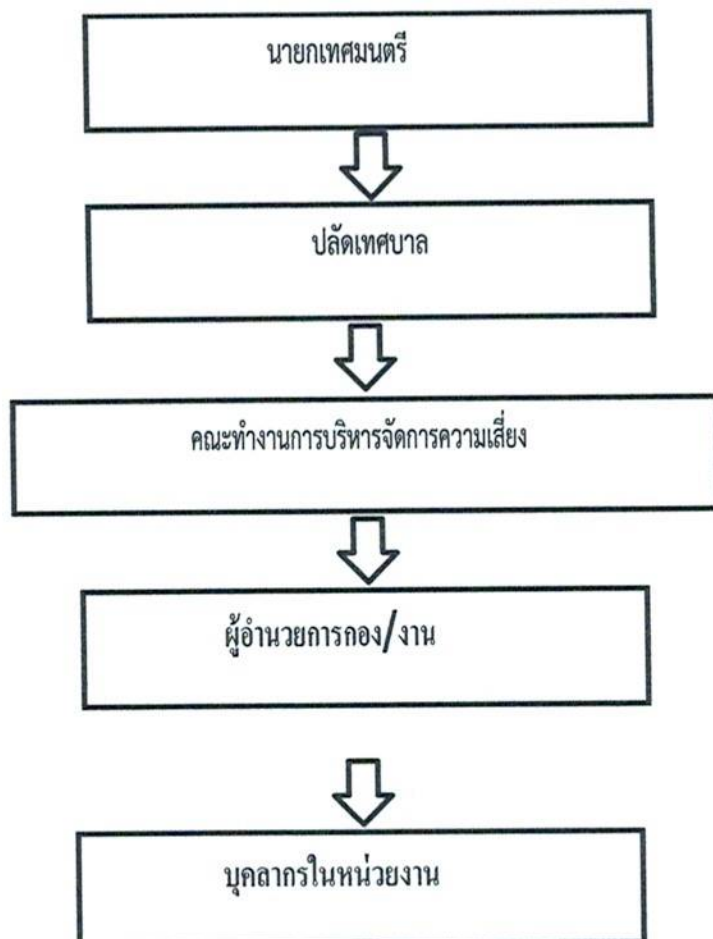 นายกเทศมนตรี
ปลัดเทศบาล
คณะทำงานการบริหารจัดการความเสี่ยง
ผู้อำนวยการกอง/งาน
บุคลากรในหน่วยงาน